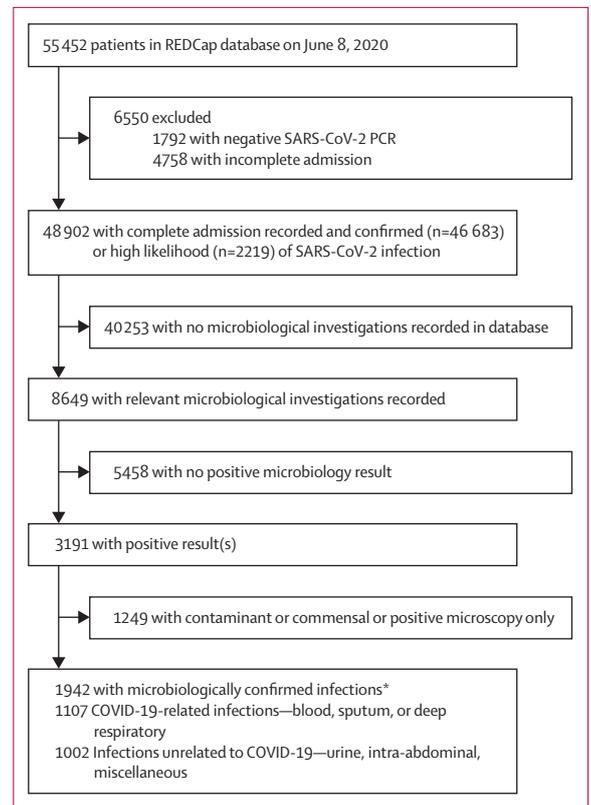 55 452 patients in REDCap database on June 8, 2020
6550 excluded
1792 with negative SARS-CoV-2 PCR
4758 with incomplete admission
48 902 with complete admission recorded and confirmed (n=46 683)
or high likelihood (n=2219) of SARS-CoV-2 infection
40 253 with no microbiological investigations recorded in database
8649 with relevant microbiological investigations recorded
5458 with no positive microbiology result
3191 with positive result(s)
1249 with contaminant or commensal or positive microscopy only
1942 with microbiologically confirmed infections*
1107 COVID-19-related infections—blood, sputum, or deep
respiratory
1002 Infections unrelated to COVID-19—urine, intra-abdominal,
miscellaneous